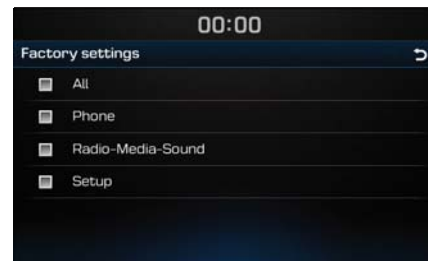 00:00
Factory settings
All
Phone
Radio-Media-Sound
Setup